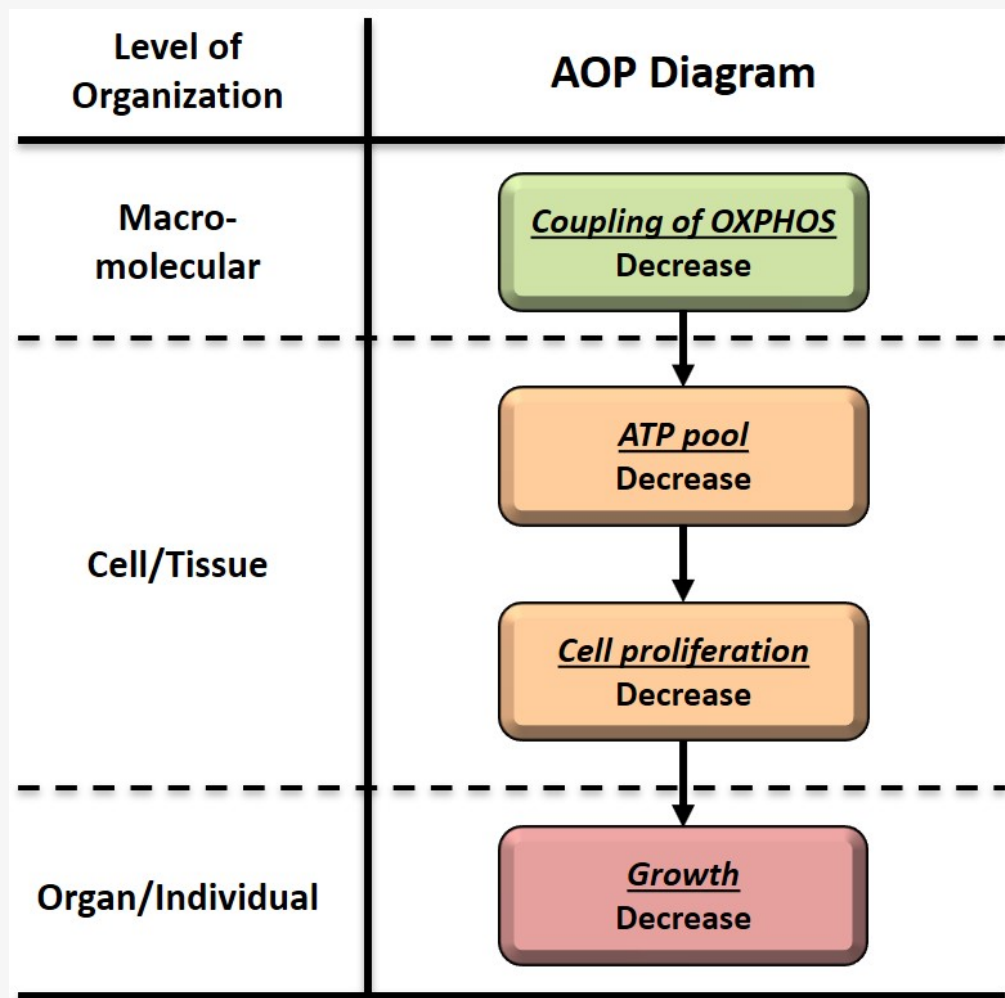 Level of
Organization
AOP Diagram
Macro-
molecular
Coupling of OXPHOS
Decrease
Cell/Tissue
ATP pool
Decrease
Cell proliferation
Decrease
Organ/Individual
Growth
Decrease